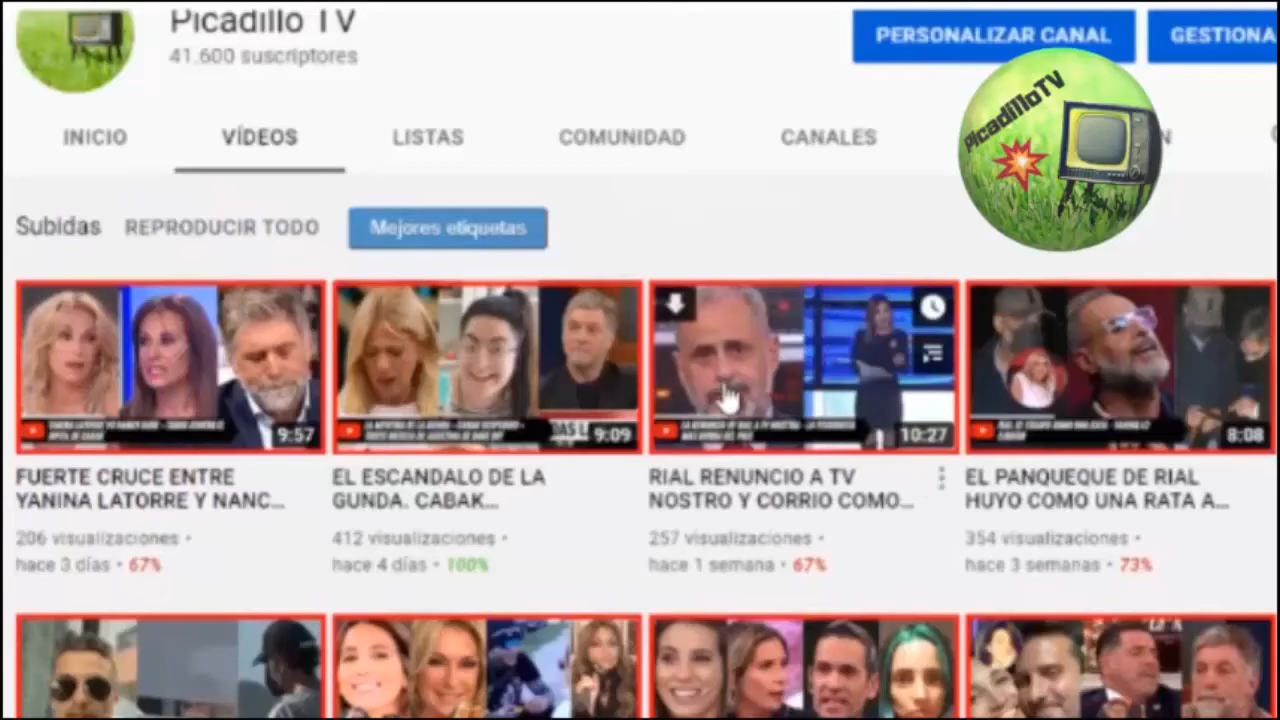 Picadillo TV
41.600 suscriptores
PERSONALIZAR CANAL
GESTIONA
PicadilloTV
INICIO
VÍDEOS
LISTAS
COMUNIDAD
CANALES
N
Subidas
REPRODUCIR TODO
Mejores etiquetas
9:57
9:09
10:27
8:08
FUERTE CRUCE ENTRE
YANINA LATORRE Y NANC...
EL ESCANDALO DE LA
GUNDA. CABAK...
RIAL RENUNCIO A TV
NOSTRO Y CORRIO COMO...
EL PANQUEQUE DE RIAL
HUYO COMO UNA RATA A...
206 visualizaciones •
hace 3 días • 67%
412 visualizaciones •
hace 4 días • 100%
257 visualizaciones •
hace 1 semana • 67%
354 visualizaciones •
hace 3 semanas • 73%